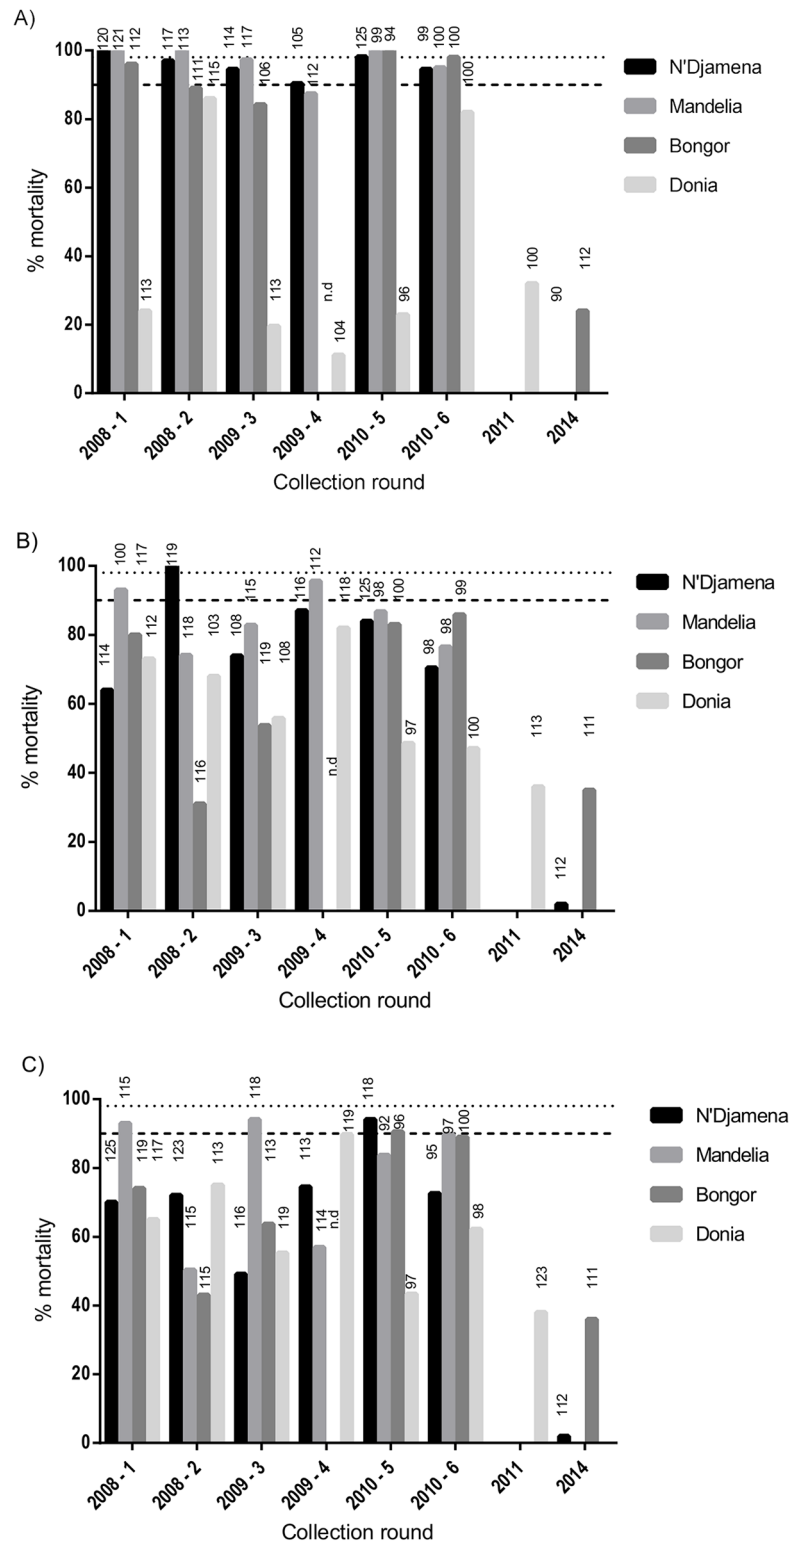 A)
120 121 112 113 117 113 111 115 114 117 106 113 105 112 n.d 104 125 99 94 96 99 100 100 100 100 90 112
100
80
60
40
20
0
% mortality
2008 - 1 2008 - 2 2009 - 3 2009 - 4 2010 - 5 2010 - 6 2011 2014
Collection round
N'Djamena
Mandelia
Bongor
Donia
B)
114 100 117 112 119 118 116 103 108 115 119 108 116 112 n.d 118 125 98 100 97 98 98 99 100 113 112 111
100
80
60
40
20
0
% mortality
2008 - 1 2008 - 2 2009 - 3 2009 - 4 2010 - 5 2010 - 6 2011 2014
Collection round
N'Djamena
Mandelia
Bongor
Donia
C)
125 115 119 117 123 115 115 113 116 118 113 119 113 114 n.d 119 118 92 96 97 95 97 100 98 123 112 111
100
80
60
40
20
0
% mortality
2008 - 1 2008 - 2 2009 - 3 2009 - 4 2010 - 5 2010 - 6 2011 2014
Collection round
N'Djamena
Mandelia
Bongor
Donia